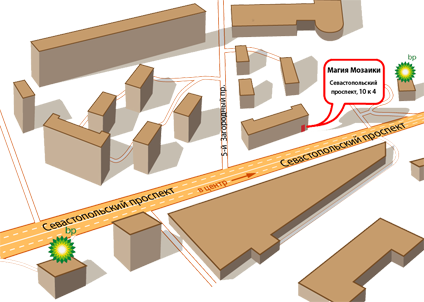 Магия Мозаики
Севастопольский
проспект, 10 к 4
bp
5-й Загородный пр.
Севастопольский проспект
в центр
Севастопольский проспект
bp